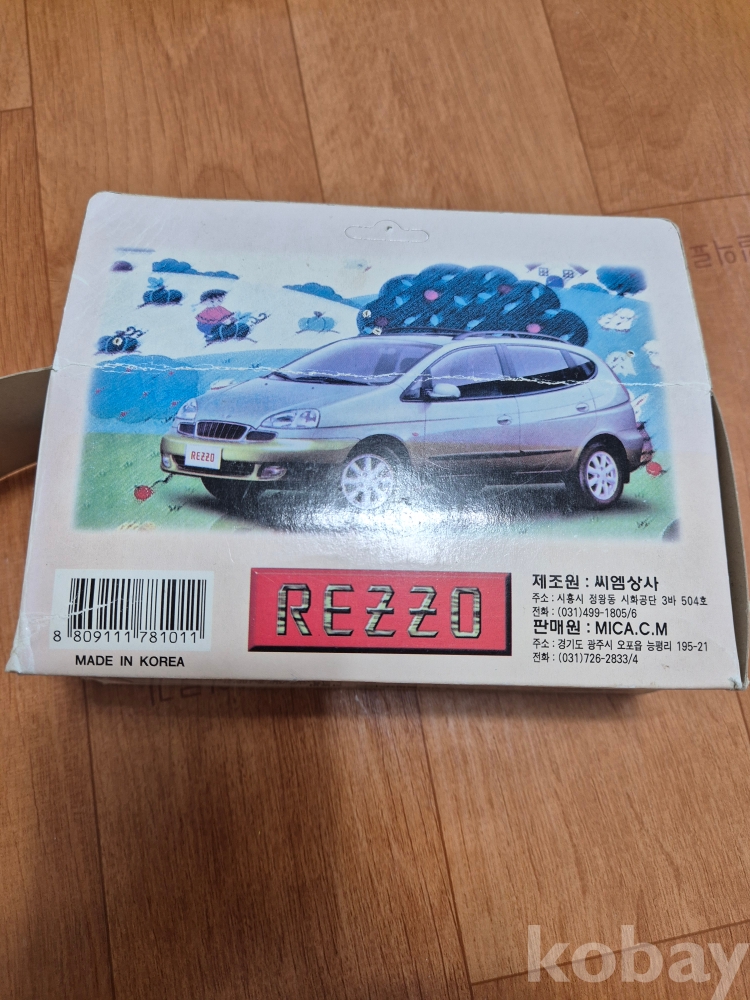 REZZO
8 809111 781011
MADE IN KOREA
REZZO
제조원 : 씨엠상사
주소 : 시흥시 정왕동 시화공단 3바 504호
전화 : (031)499-1805/6
판매원 : MICA.C.M
주소 : 경기도 광주시 오포읍 능평리 195-21
전화 : (031)726-2833/4
kobay